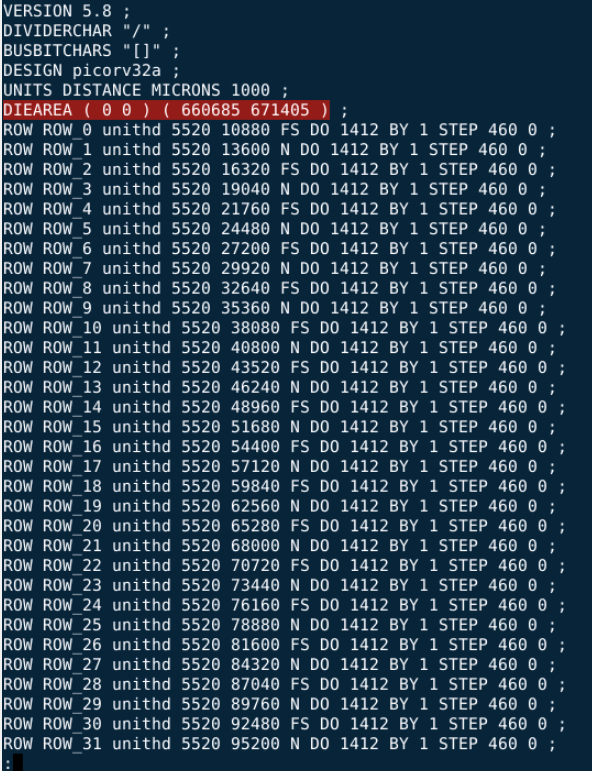 VERSION 5.8 ;
DIVIDERCHAR "/" ;
BUSBITCHARS "[]" ;
DESIGN picorv32a ;
UNITS DISTANCE MICRONS 1000 ;
DIEAREA ( 0 0 ) ( 660685 671405 ) ;
ROW ROW_0 unithd 5520 10880 FS DO 1412 BY 1 STEP 460 0 ;
ROW ROW_1 unithd 5520 13600 N DO 1412 BY 1 STEP 460 0 ;
ROW ROW_2 unithd 5520 16320 FS DO 1412 BY 1 STEP 460 0 ;
ROW ROW_3 unithd 5520 19040 N DO 1412 BY 1 STEP 460 0 ;
ROW ROW_4 unithd 5520 21760 FS DO 1412 BY 1 STEP 460 0 ;
ROW ROW_5 unithd 5520 24480 N DO 1412 BY 1 STEP 460 0 ;
ROW ROW_6 unithd 5520 27200 FS DO 1412 BY 1 STEP 460 0 ;
ROW ROW_7 unithd 5520 29920 N DO 1412 BY 1 STEP 460 0 ;
ROW ROW_8 unithd 5520 32640 FS DO 1412 BY 1 STEP 460 0 ;
ROW ROW_9 unithd 5520 35360 N DO 1412 BY 1 STEP 460 0 ;
ROW ROW_10 unithd 5520 38080 FS DO 1412 BY 1 STEP 460 0 ;
ROW ROW_11 unithd 5520 40800 N DO 1412 BY 1 STEP 460 0 ;
ROW ROW_12 unithd 5520 43520 FS DO 1412 BY 1 STEP 460 0 ;
ROW ROW_13 unithd 5520 46240 N DO 1412 BY 1 STEP 460 0 ;
ROW ROW_14 unithd 5520 48960 FS DO 1412 BY 1 STEP 460 0 ;
ROW ROW_15 unithd 5520 51680 N DO 1412 BY 1 STEP 460 0 ;
ROW ROW_16 unithd 5520 54400 FS DO 1412 BY 1 STEP 460 0 ;
ROW ROW_17 unithd 5520 57120 N DO 1412 BY 1 STEP 460 0 ;
ROW ROW_18 unithd 5520 59840 FS DO 1412 BY 1 STEP 460 0 ;
ROW ROW_19 unithd 5520 62560 N DO 1412 BY 1 STEP 460 0 ;
ROW ROW_20 unithd 5520 65280 FS DO 1412 BY 1 STEP 460 0 ;
ROW ROW_21 unithd 5520 68000 N DO 1412 BY 1 STEP 460 0 ;
ROW ROW_22 unithd 5520 70720 FS DO 1412 BY 1 STEP 460 0 ;
ROW ROW_23 unithd 5520 73440 N DO 1412 BY 1 STEP 460 0 ;
ROW ROW_24 unithd 5520 76160 FS DO 1412 BY 1 STEP 460 0 ;
ROW ROW_25 unithd 5520 78880 N DO 1412 BY 1 STEP 460 0 ;
ROW ROW_26 unithd 5520 81600 FS DO 1412 BY 1 STEP 460 0 ;
ROW ROW_27 unithd 5520 84320 N DO 1412 BY 1 STEP 460 0 ;
ROW ROW_28 unithd 5520 87040 FS DO 1412 BY 1 STEP 460 0 ;
ROW ROW_29 unithd 5520 89760 N DO 1412 BY 1 STEP 460 0 ;
ROW ROW_30 unithd 5520 92480 FS DO 1412 BY 1 STEP 460 0 ;
ROW ROW_31 unithd 5520 95200 N DO 1412 BY 1 STEP 460 0 ;
: